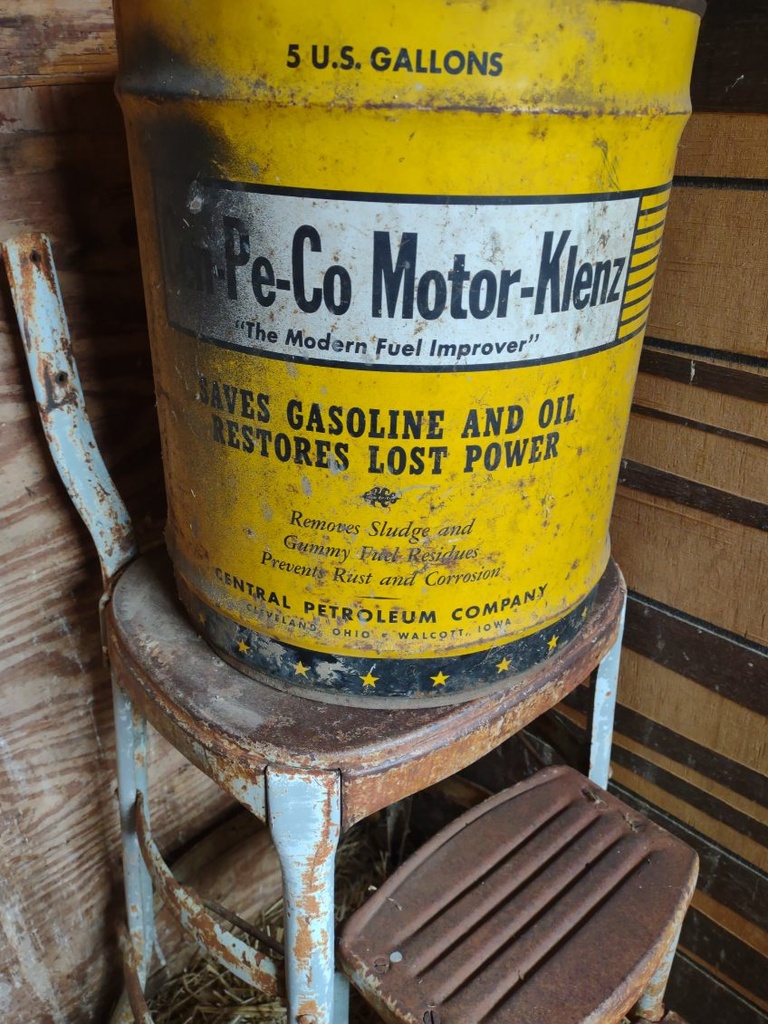 5 U.S. GALLONS
-Pe-Co Motor-Klenz
"The Modern Fuel Improver"
SAVES GASOLINE AND OIL
RESTORES LOST POWER
Removes Sludge and
Gummy Fuel Residues
Prevents Rust and Corrosion
CENTRAL PETROLEUM COMPANY
CLEVELAND, OHIO - WALCOTT, IOWA